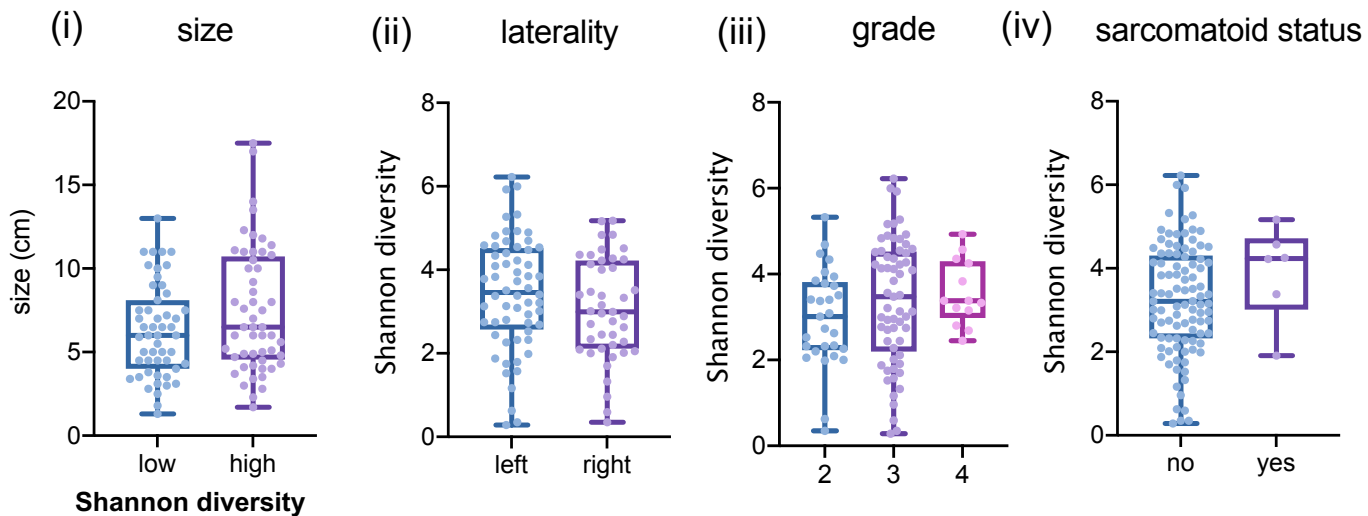 (i) size
20
15
10
5
0
size (cm)
low high
Shannon diversity
(ii) laterality
8
6
4
2
0
Shannon diversity
left right
(iii) grade
8
6
4
2
0
Shannon diversity
2 3 4
(iv) sarcomatoid status
8
6
4
2
0
Shannon diversity
no yes